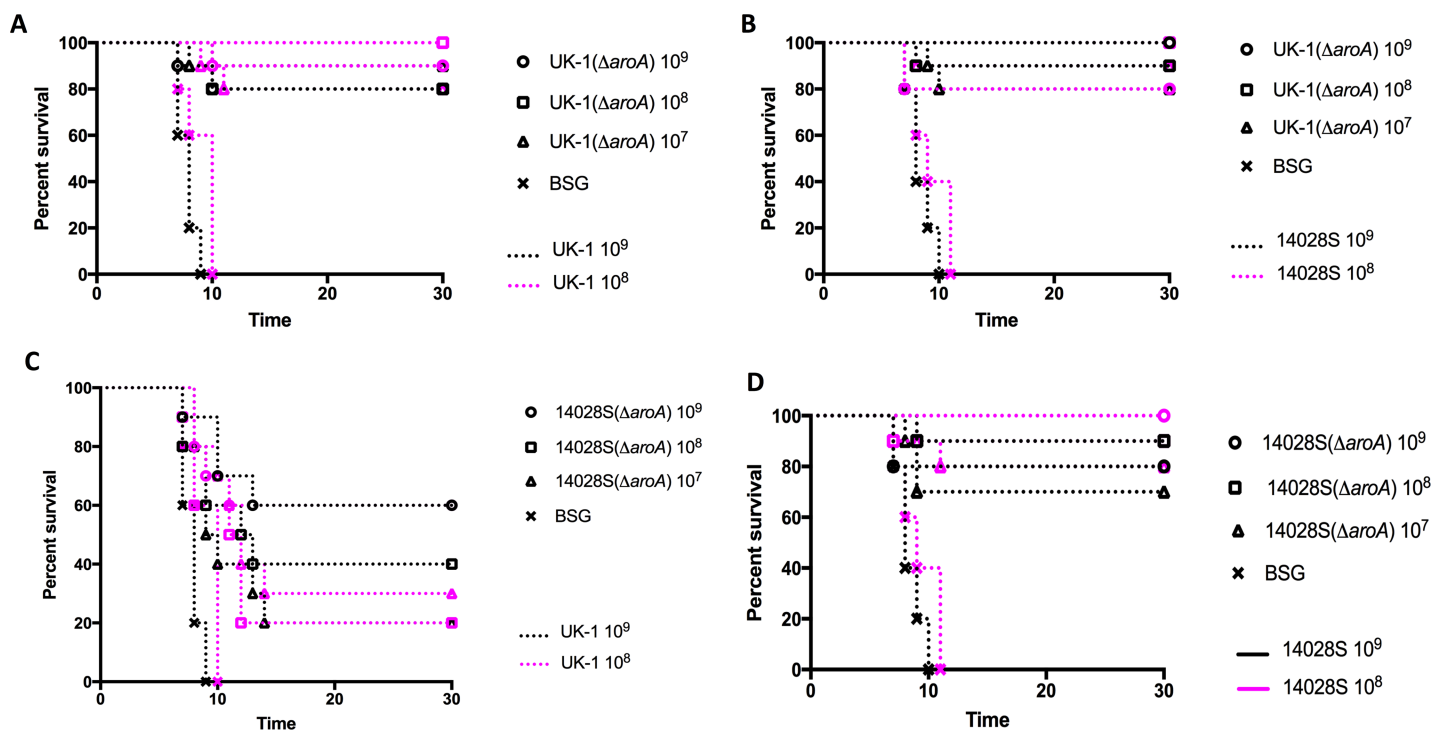 A
Percent survival
100
80
60
40
20
0
0 10 20 30
Time
UK-1(ΔaroA) 10⁹
UK-1(ΔaroA) 10⁸
UK-1(ΔaroA) 10⁷
BSG
UK-1 10⁹
UK-1 10⁸
B
Percent survival
100
80
60
40
20
0
0 10 20 30
Time
UK-1(ΔaroA) 10⁹
UK-1(ΔaroA) 10⁸
UK-1(ΔaroA) 10⁷
BSG
14028S 10⁹
14028S 10⁸
C
Percent survival
100
80
60
40
20
0
0 10 20 30
Time
14028S(ΔaroA) 10⁹
14028S(ΔaroA) 10⁸
14028S(ΔaroA) 10⁷
BSG
UK-1 10⁹
UK-1 10⁸
D
Percent survival
100
80
60
40
20
0
0 10 20 30
Time
14028S(ΔaroA) 10⁹
14028S(ΔaroA) 10⁸
14028S(ΔaroA) 10⁷
BSG
14028S 10⁹
14028S 10⁸